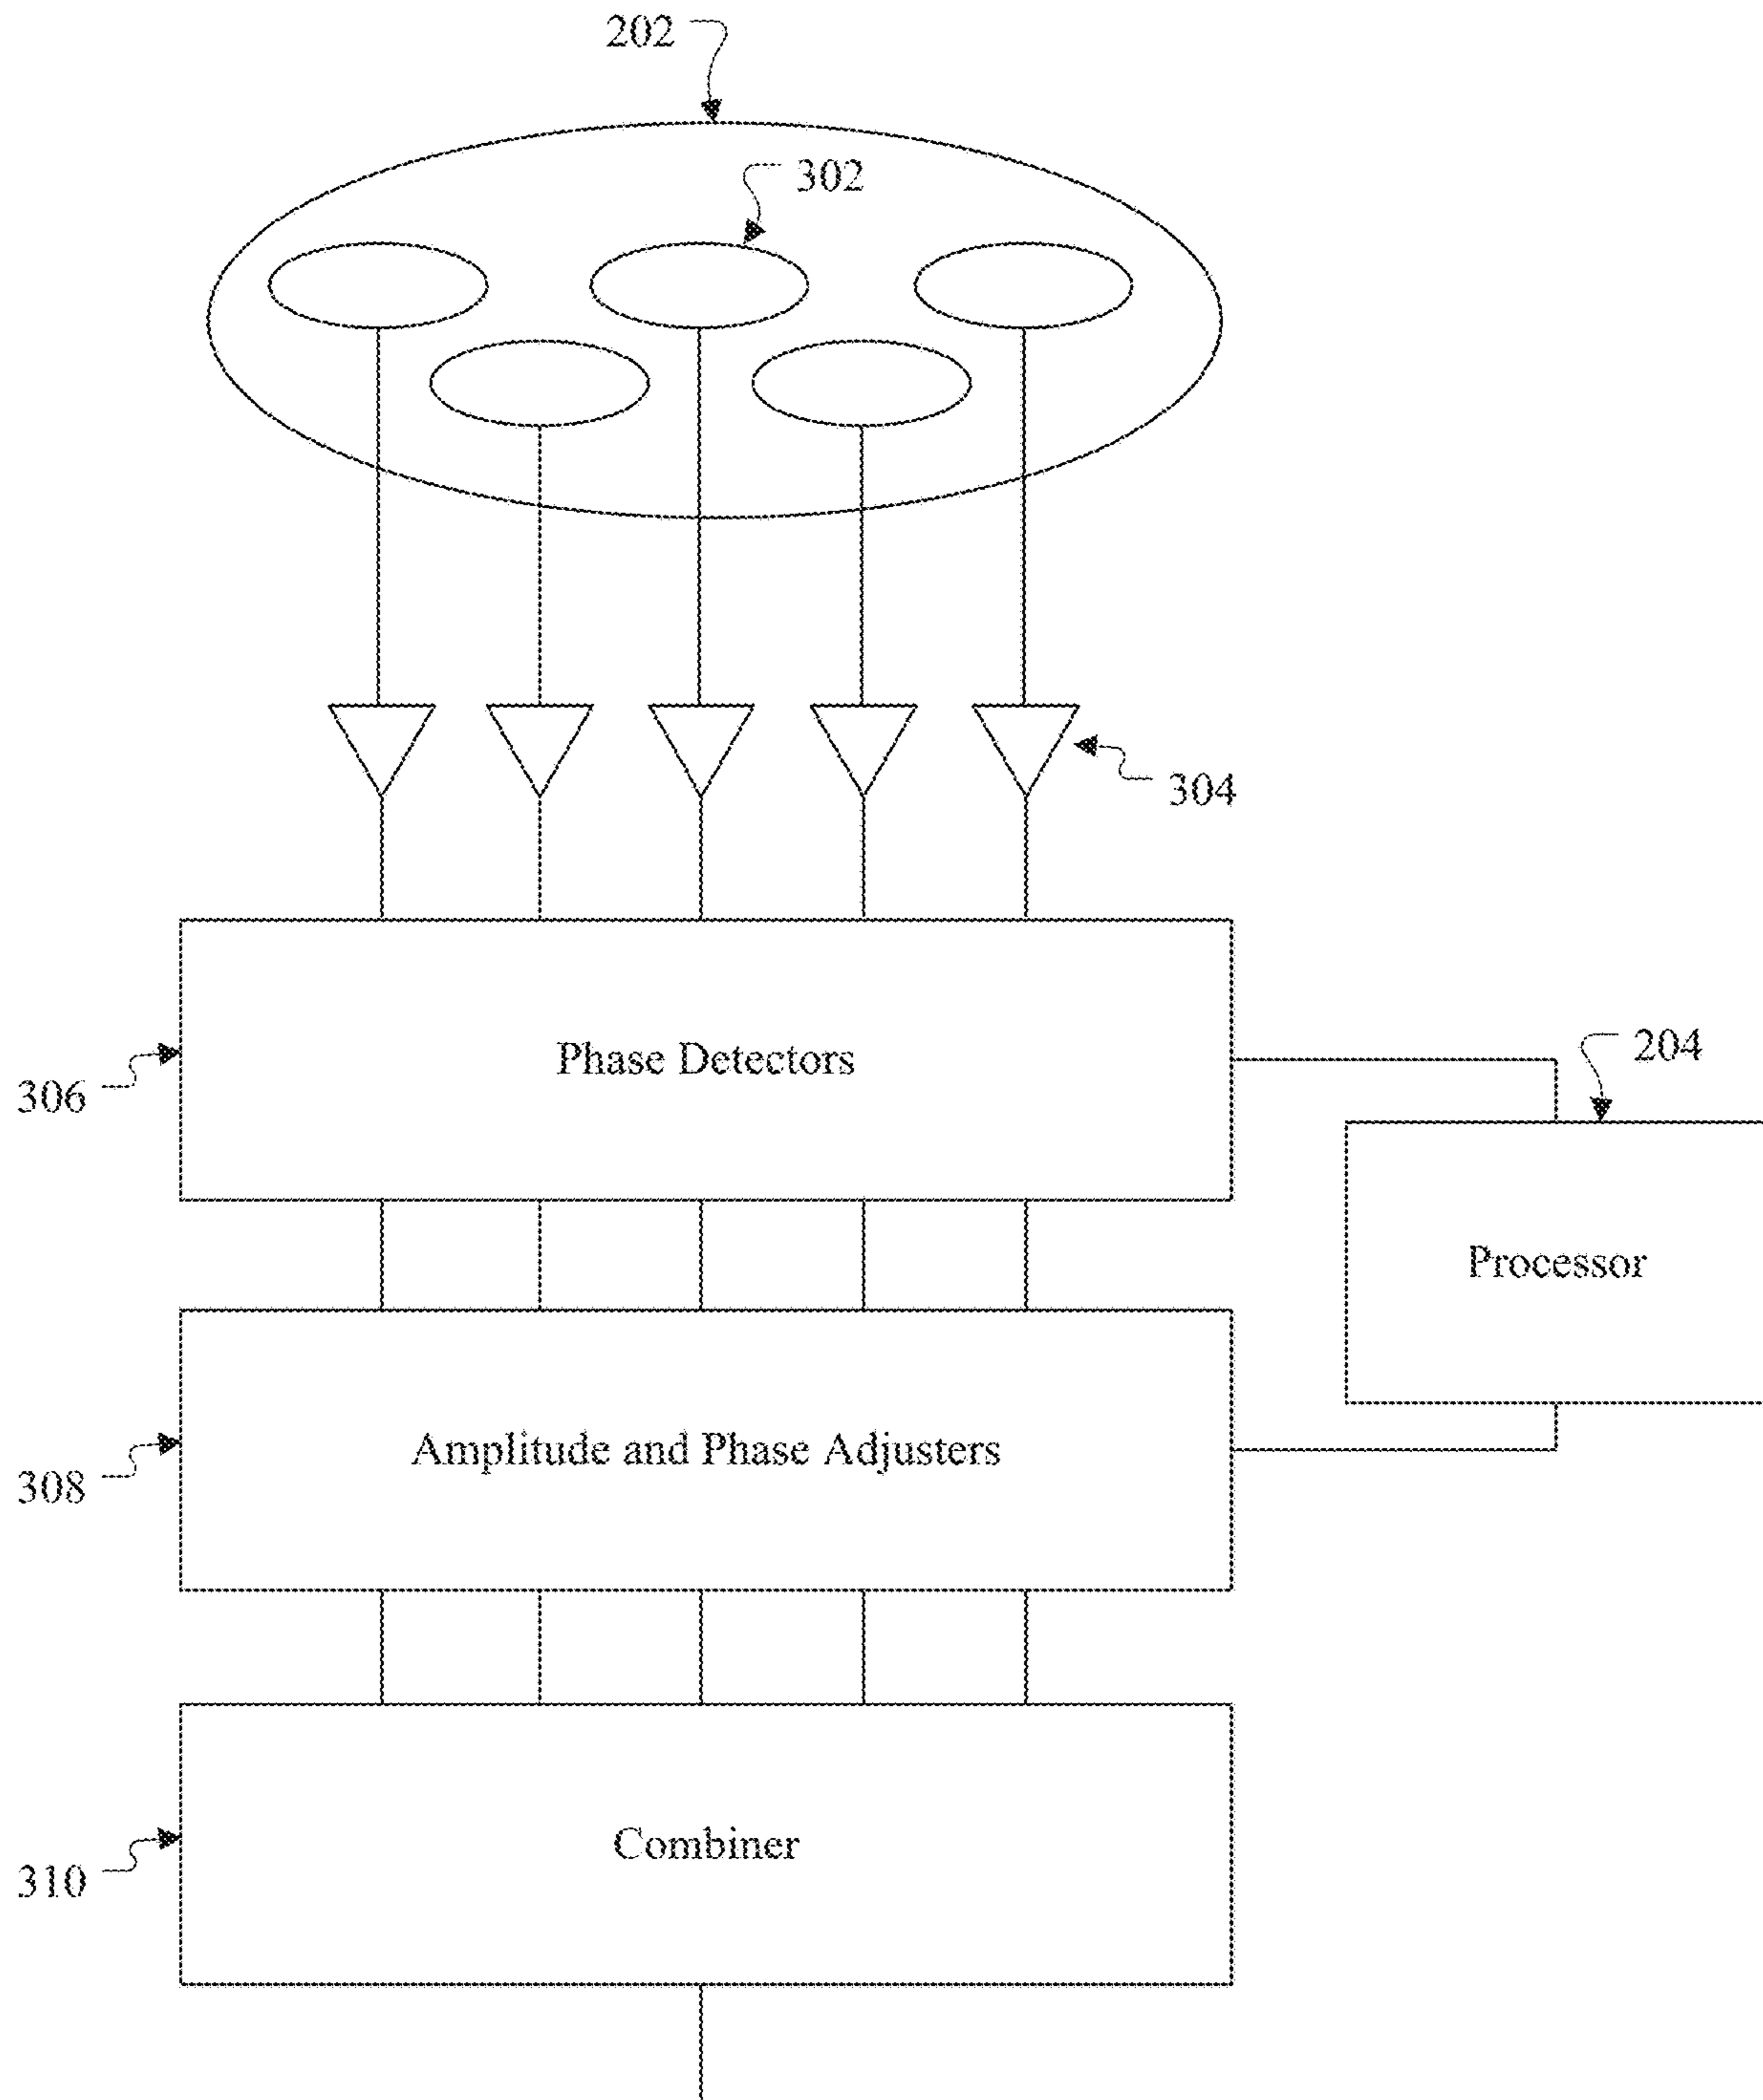 202
302
304
Phase Detectors
306
204
Processor
Amplitude and Phase Adjusters
308
Combiner
310